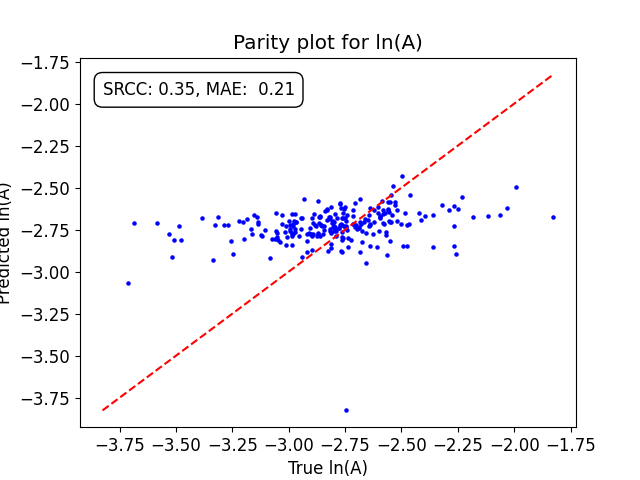 Parity plot for ln(A)
SRCC: 0.35, MAE:  0.21
−1.75
−2.00
−2.25
−2.50
−2.75
−3.00
−3.25
−3.50
−3.75
Predicted ln(A)
−3.75 −3.50 −3.25 −3.00 −2.75 −2.50 −2.25 −2.00 −1.75
True ln(A)